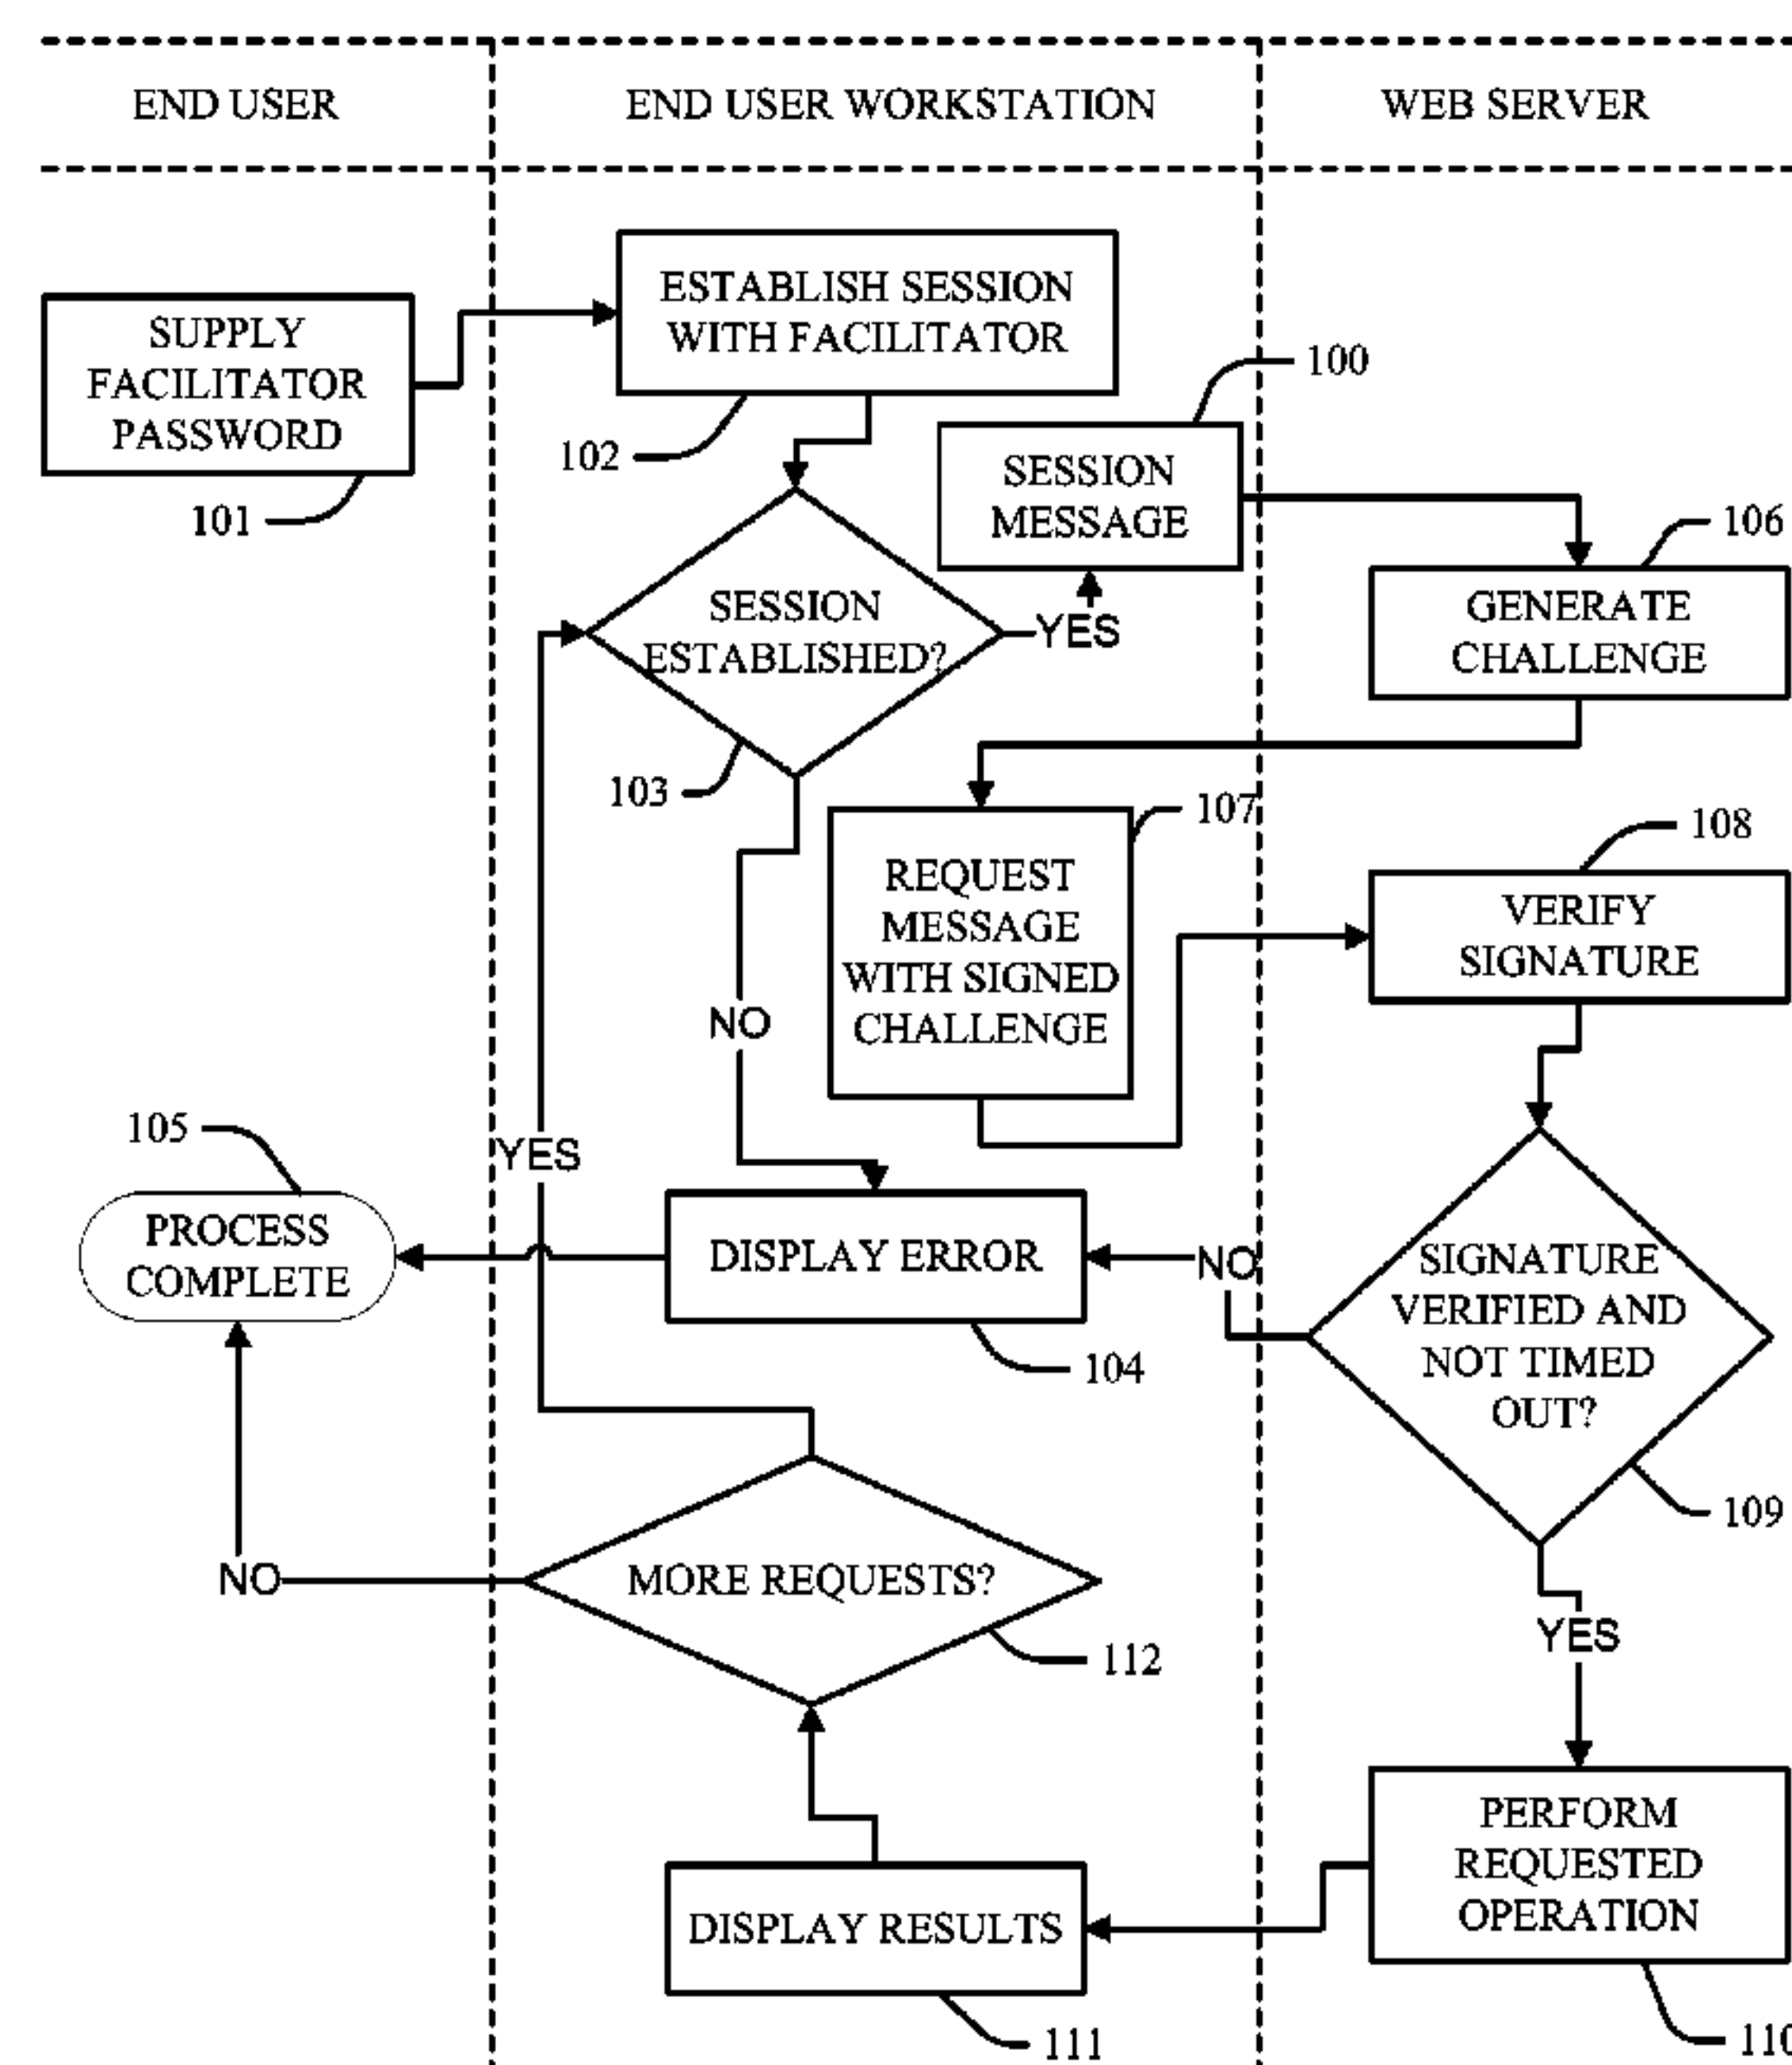 END USER
END USER WORKSTATION
WEB SERVER
ESTABLISH SESSION
WITH FACILITATOR
SUPPLY
FACILITATOR
PASSWORD
100
102
SESSION
MESSAGE
101
106
SESSION
ESTABLISHED?
YES
GENERATE
CHALLENGE
103
107
108
REQUEST
MESSAGE
WITH SIGNED
CHALLENGE
VERIFY
SIGNATURE
NO
105
YES
PROCESS
COMPLETE
DISPLAY ERROR
NO
SIGNATURE
VERIFIED AND
NOT TIMED
OUT?
104
109
NO
MORE REQUESTS?
YES
112
PERFORM
REQUESTED
OPERATION
DISPLAY RESULTS
111
110